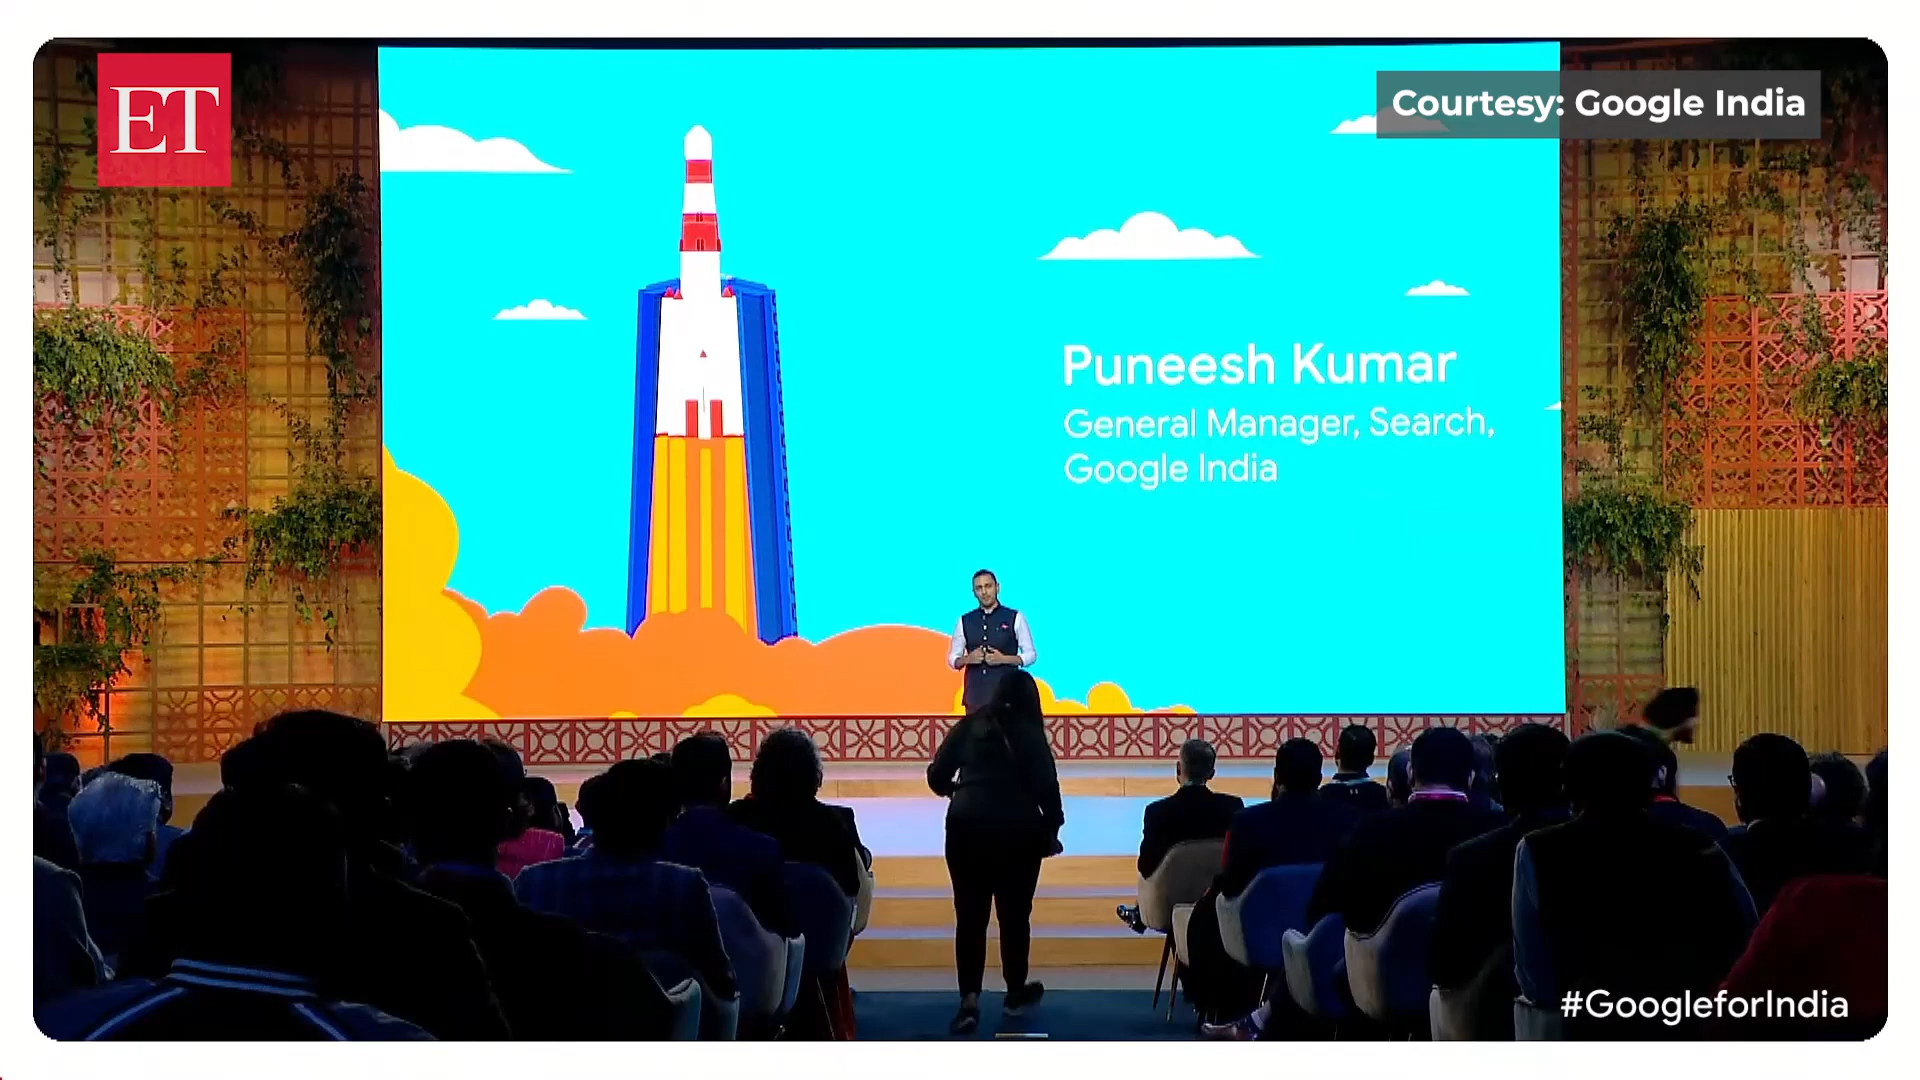 ET
Courtesy: Google India
Puneesh Kumar
General Manager, Search,
Google India
#GoogleforIndia